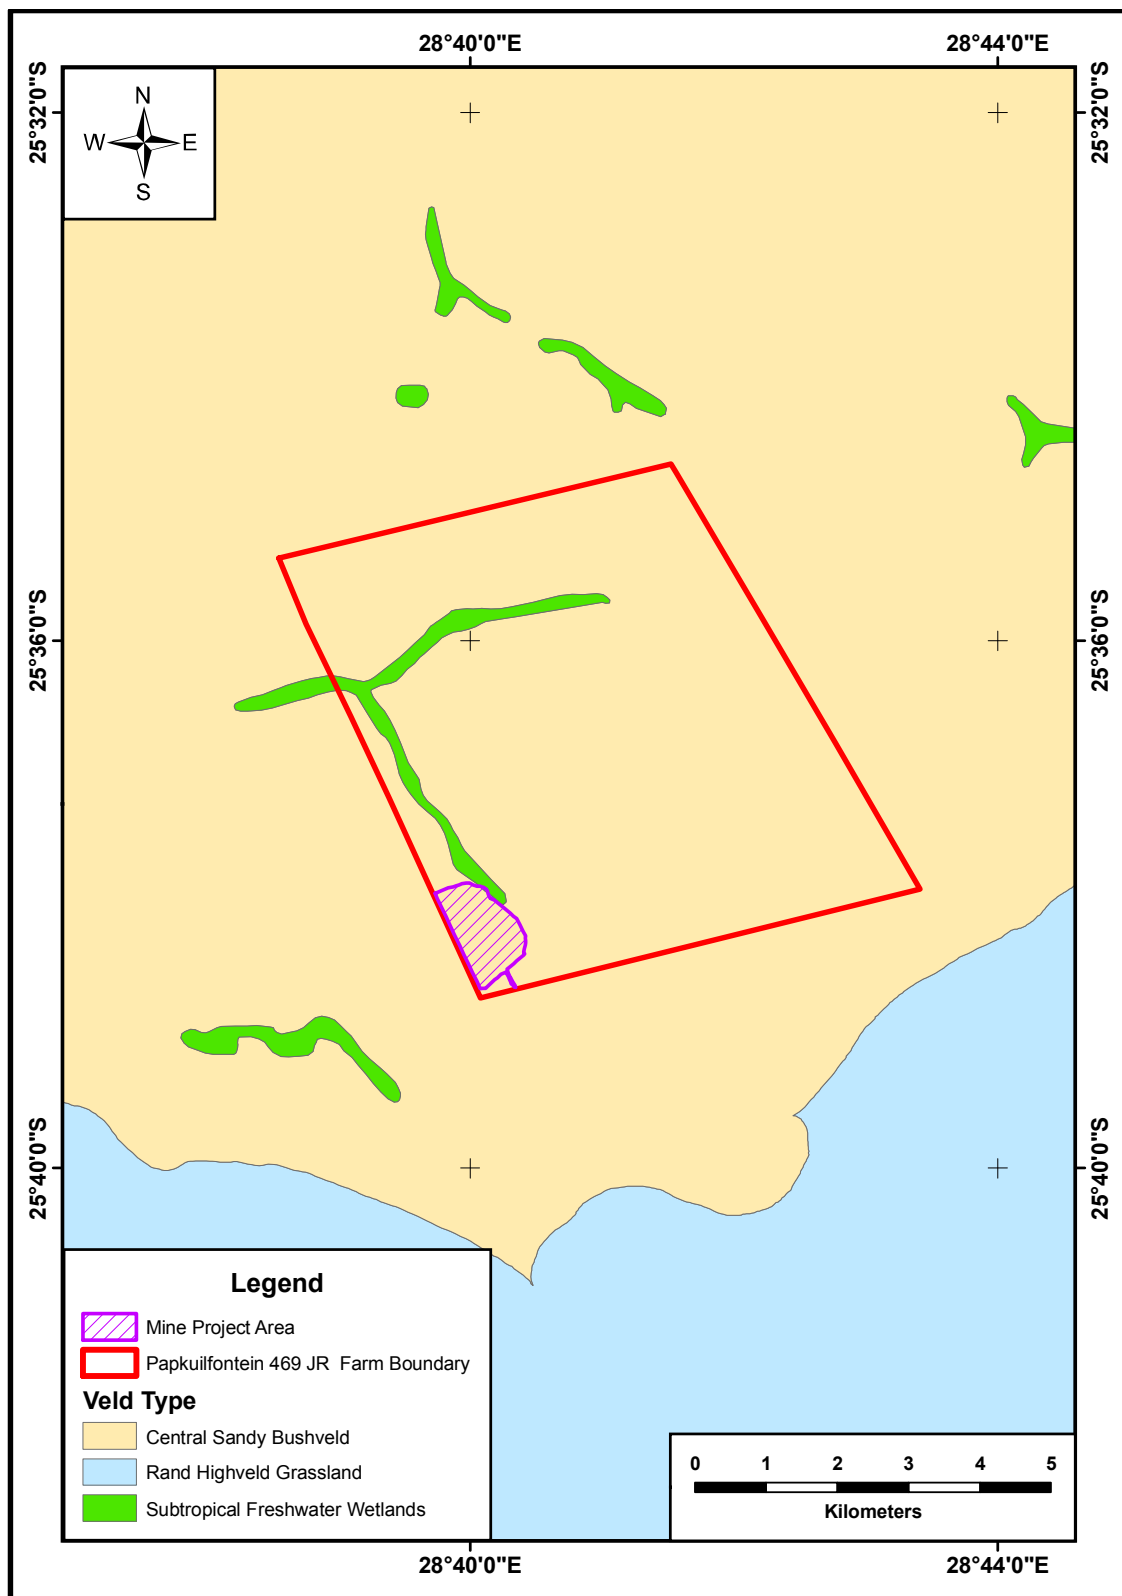 28°40'0"E 28°44'0"E
N
W E
S
25°32'0"S 25°32'0"S
25°36'0"S 25°36'0"S
25°40'0"S 25°40'0"S
Legend
Mine Project Area
Papkuilfontein 469 JR Farm Boundary
Veld Type
Central Sandy Bushveld
Rand Highveld Grassland
Subtropical Freshwater Wetlands
0 1 2 3 4 5
Kilometers
28°40'0"E 28°44'0"E